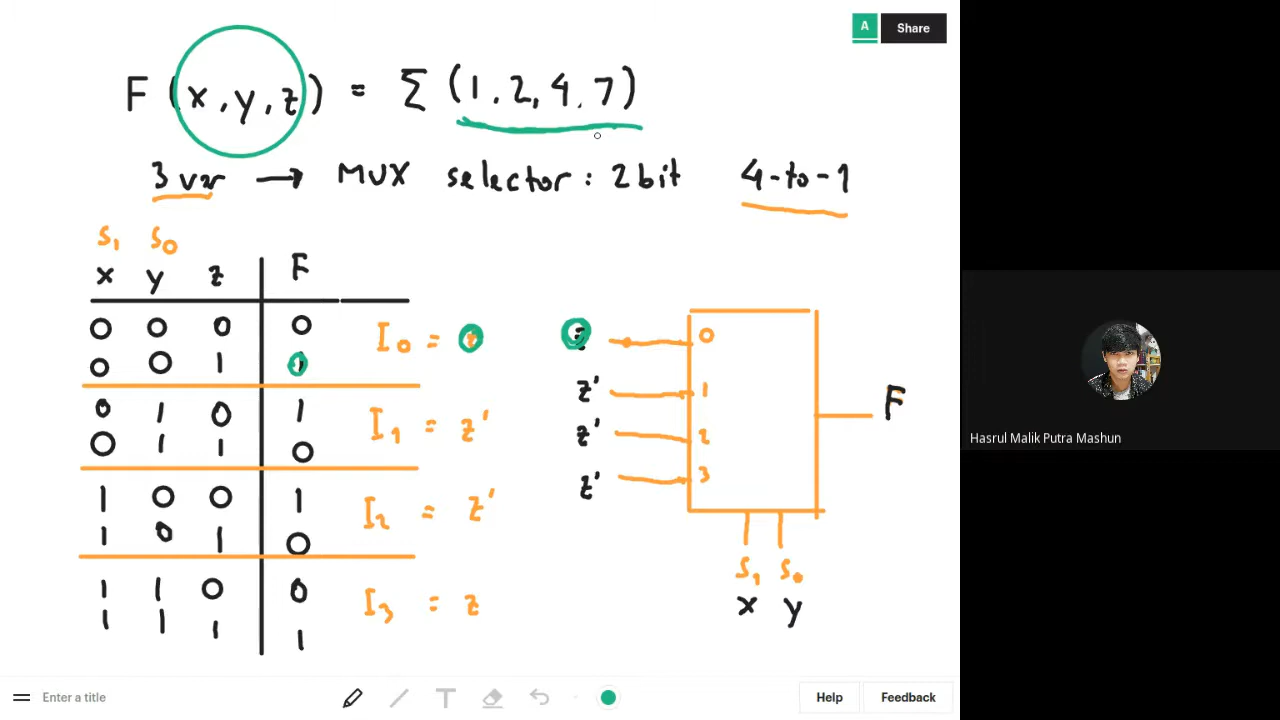 A Share
F (x, y, z) = Σ (1, 2, 4, 7)
3 var → MUX selector : 2 bit 4-to-1
S1 S0
x y z F
0 0 0 0
0 0 1 1
I0 =
0 1 0 1
0 1 1 0
I1 = z'
1 0 0 1
1 0 1 0
I2 = z'
1 1 0 0
1 1 1 1
I3 = z
0
z' 1
z' 2
z' 3
F
S1 S0
x y
Hasrul Malik Putra Mashun
Enter a title
T
Help
Feedback